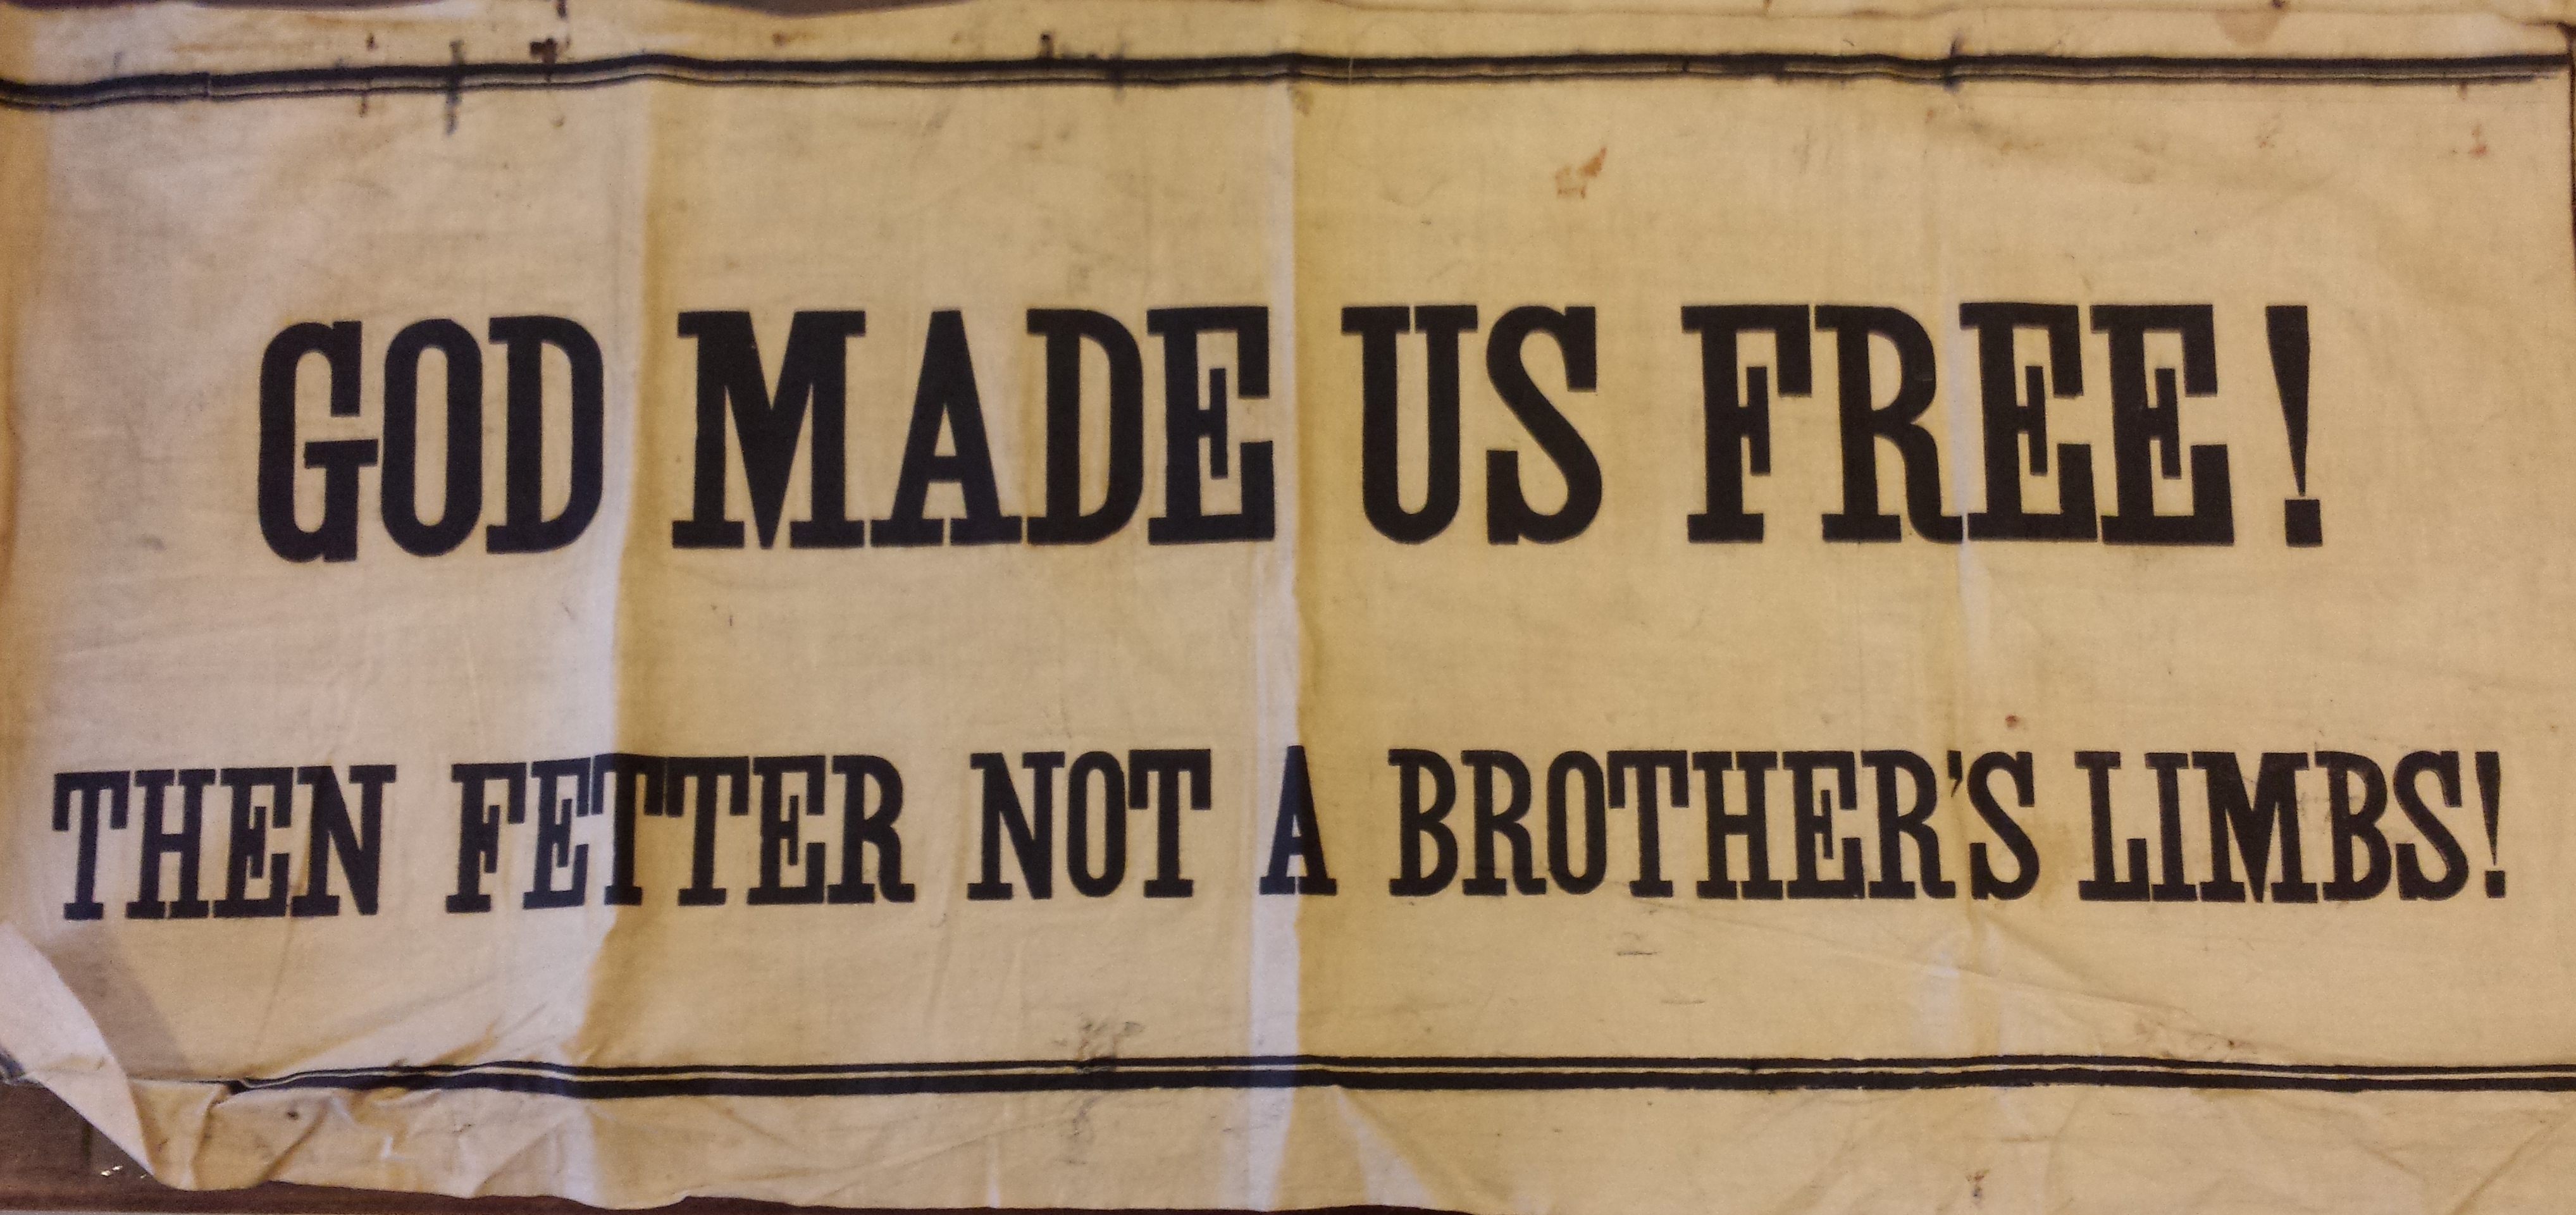 GOD MADE US FREE!
THEN FETTER NOT A BROTHER'S LIMBS!